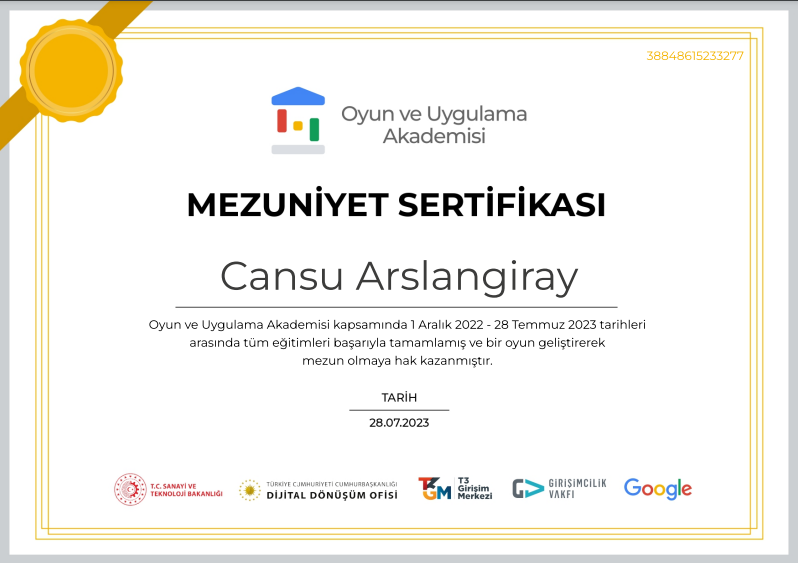 38848615233277
Oyun ve Uygulama
Akademisi
MEZUNİYET SERTİFİKASI
Cansu Arslangiray
Oyun ve Uygulama Akademisi kapsamında 1 Aralık 2022 - 28 Temmuz 2023 tarihleri
arasında tüm eğitimleri başarıyla tamamlamış ve bir oyun geliştirerek
mezun olmaya hak kazanmıştır.
TARİH
28.07.2023
T.C. SANAYİ VE
TEKNOLOJİ BAKANLIĞI
TÜRKİYE CUMHURİYETİ CUMHURBAŞKANLIĞI
DİJİTAL DÖNÜŞÜM OFİSİ
T3
GM
T3
Girişim
Merkezi
GİRİŞİMCİLİK
VAKFI
Google